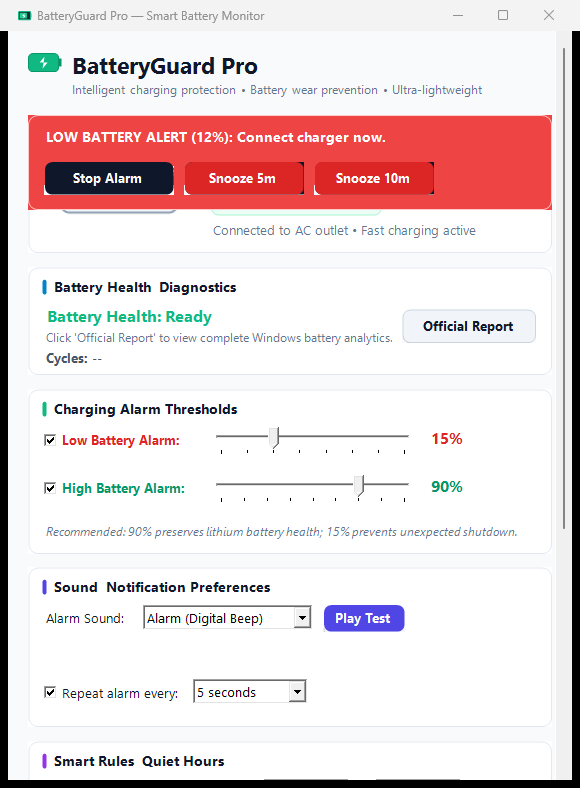 BatteryGuard Pro — Smart Battery Monitor
BatteryGuard Pro
Intelligent charging protection • Battery wear prevention • Ultra-lightweight
LOW BATTERY ALERT (12%): Connect charger now.
Stop Alarm Snooze 5m Snooze 10m
Connected to AC outlet • Fast charging active
Battery Health Diagnostics
Battery Health: Ready
Click 'Official Report' to view complete Windows battery analytics.
Official Report
Cycles: --
Charging Alarm Thresholds
Low Battery Alarm: 15%
High Battery Alarm: 90%
Recommended: 90% preserves lithium battery health; 15% prevents unexpected shutdown.
Sound Notification Preferences
Alarm Sound: Alarm (Digital Beep) Play Test
Repeat alarm every: 5 seconds
Smart Rules Quiet Hours